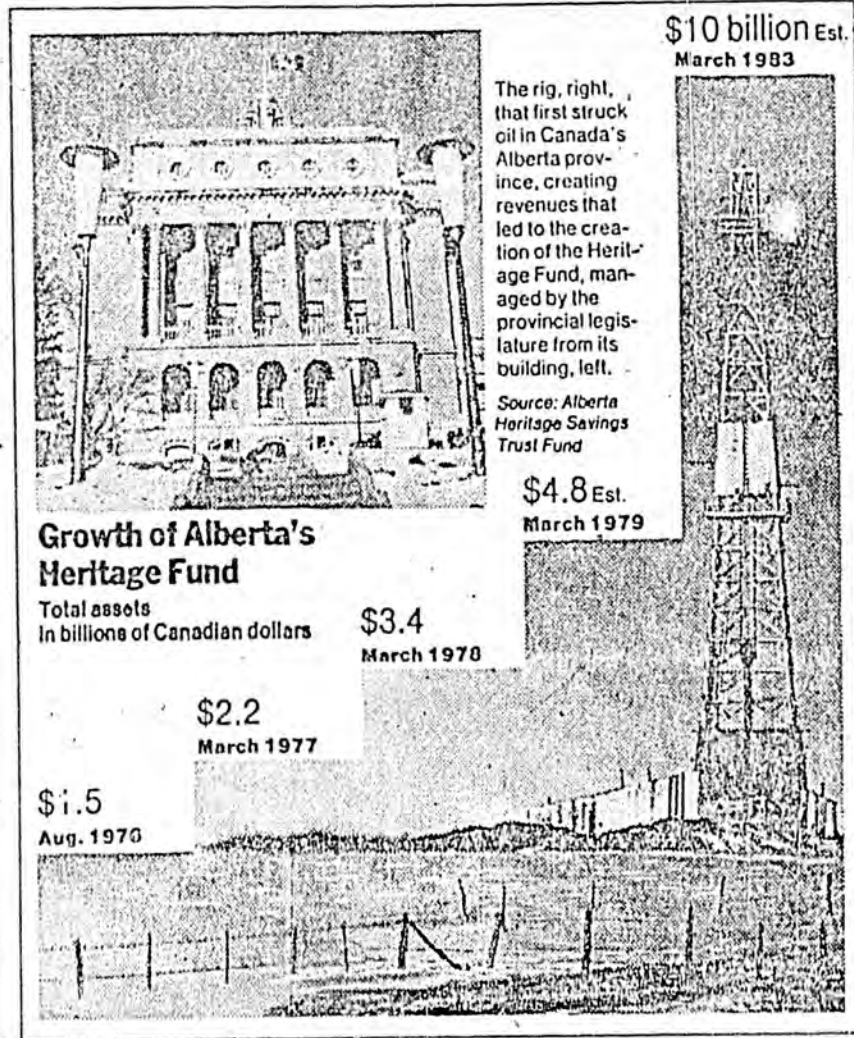 $10 billion Est.
March 1983
The rig, right,
that first struck
oil in Canada's
Alberta prov-
ince, creating
revenues that
led to the crea-
tion of the Herit-
age Fund, man-
aged by the
provincial legis-
lature from its
building, left.
Source: Alberta
Heritage Savings
Trust Fund
$4.8 Est.
March 1979
Growth of Alberta's
Heritage Fund
Total assets
In billions of Canadian dollars
$3.4
March 1978
$2.2
March 1977
$1.5
Aug. 1976